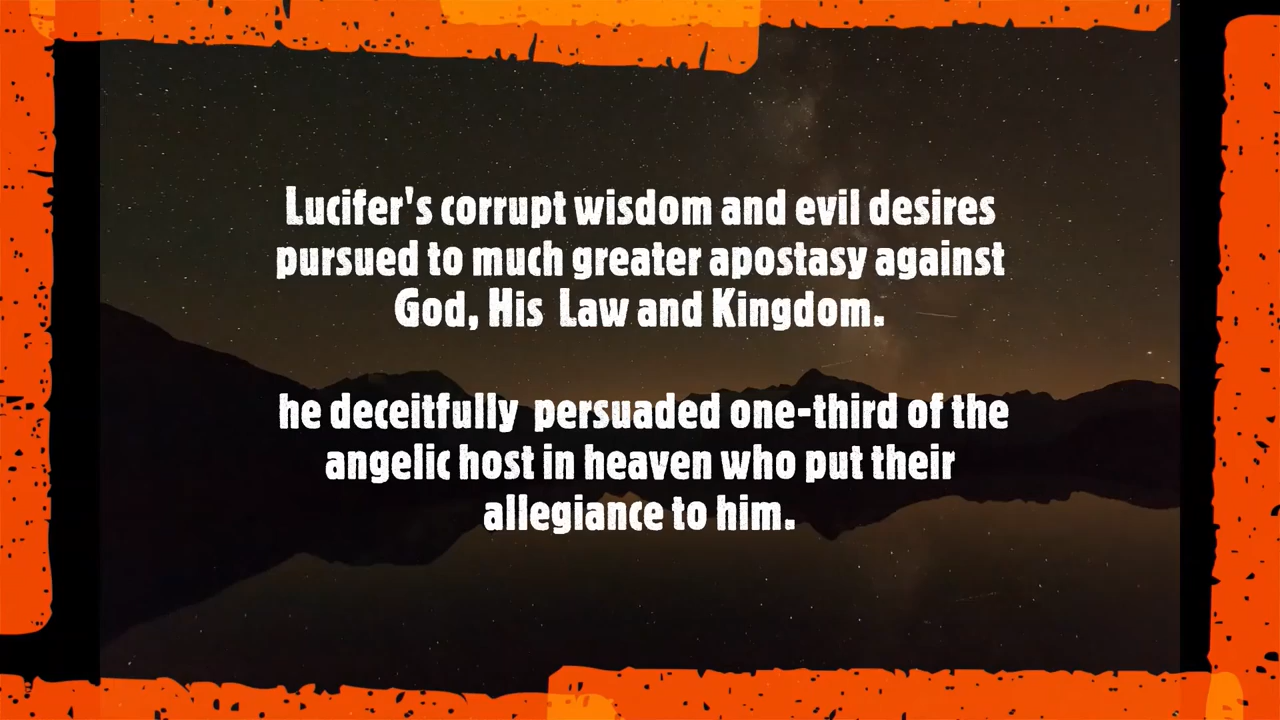 Lucifer's corrupt wisdom and evil desires
pursued to much greater apostasy against
God, His Law and Kingdom.
he deceitfully persuaded one-third of the
angelic host in heaven who put their
allegiance to him.